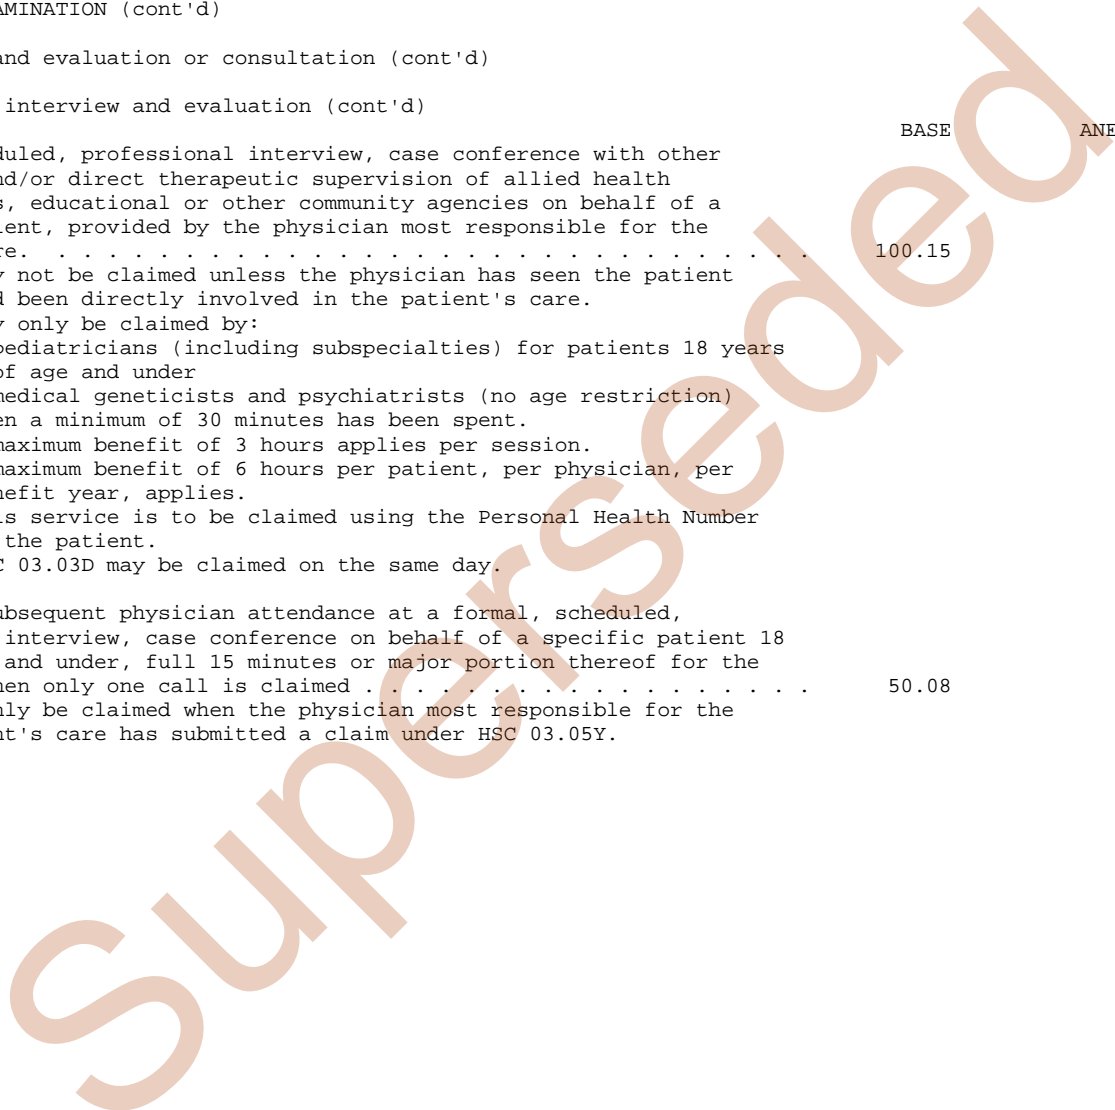 AMINATION (cont'd)
and evaluation or consultation (cont'd)
interview and evaluation (cont'd)
BASE ANE
duled, professional interview, case conference with other
nd/or direct therapeutic supervision of allied health
s, educational or other community agencies on behalf of a
ient, provided by the physician most responsible for the
re. . . . . . . . . . . . . . . . . . . . . . . . . . . . . . . 100.15
y not be claimed unless the physician has seen the patient
d been directly involved in the patient's care.
y only be claimed by:
pediatricians (including subspecialties) for patients 18 years
of age and under
medical geneticists and psychiatrists (no age restriction)
en a minimum of 30 minutes has been spent.
maximum benefit of 3 hours applies per session.
maximum benefit of 6 hours per patient, per physician, per
nefit year, applies.
is service is to be claimed using the Personal Health Number
the patient.
C 03.03D may be claimed on the same day.
ubsequent physician attendance at a formal, scheduled,
interview, case conference on behalf of a specific patient 18
and under, full 15 minutes or major portion thereof for the
hen only one call is claimed . . . . . . . . . . . . . . . . . . 50.08
nly be claimed when the physician most responsible for the
nt's care has submitted a claim under HSC 03.05Y.
Superseded